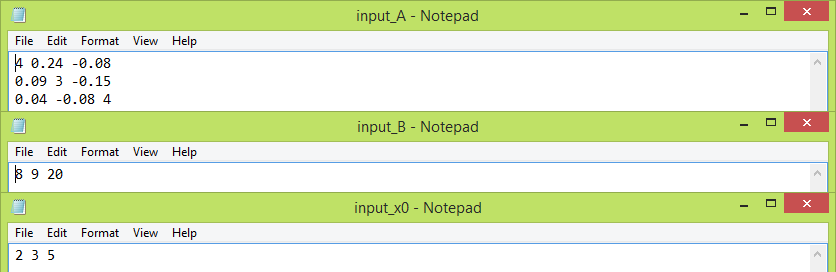 input_A - Notepad
File Edit Format View Help
4 0.24 -0.08
0.09 3 -0.15
0.04 -0.08 4
input_B - Notepad
File Edit Format View Help
8 9 20
input_x0 - Notepad
File Edit Format View Help
2 3 5